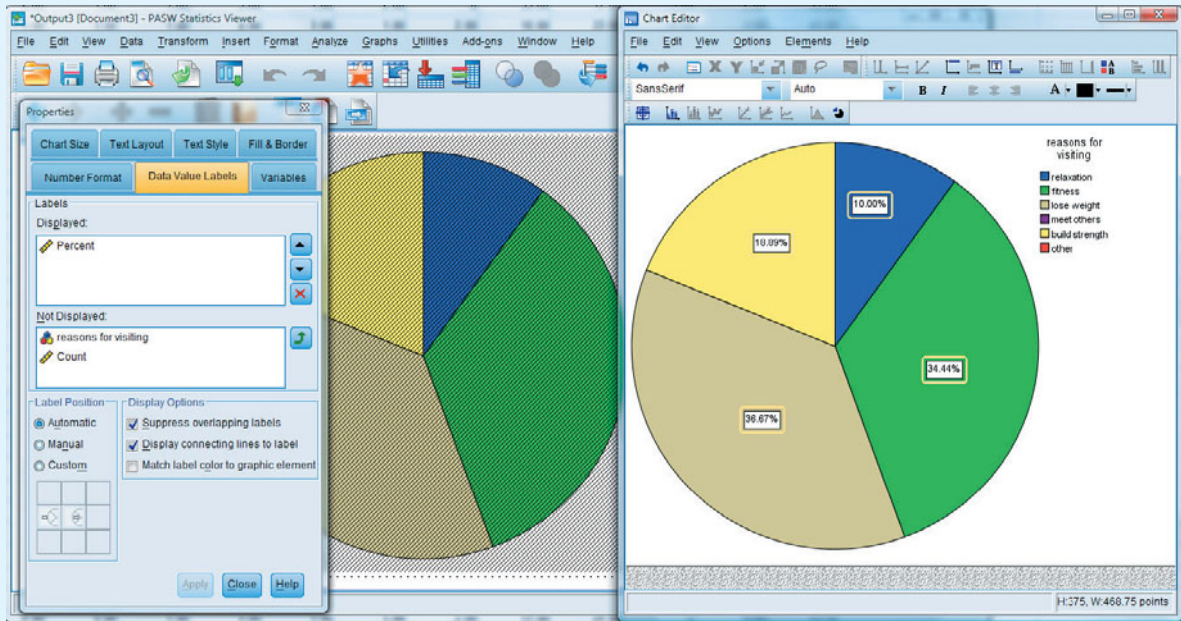 *Output3 [Document3] - PASW Statistics Viewer
File Edit View Data Transform Insert Format Analyze Graphs Utilities Add-ons Window Help
Properties
Chart Size Text Layout Text Style Fill & Border
Number Format Data Value Labels Variables
Labels
Displayed:
Percent
Not Displayed:
reasons for visiting
Count
Label Position
Automatic
Manual
Custom
Display Options
Suppress overlapping labels
Display connecting lines to label
Match label color to graphic element
Apply Close Help
Chart Editor
File Edit View Options Elements Help
SansSerif Auto B I A
reasons for
visiting
relaxation
fitness
lose weight
meet others
build strength
other
10.00%
18.89%
34.44%
36.67%
H:375, W:468.75 points